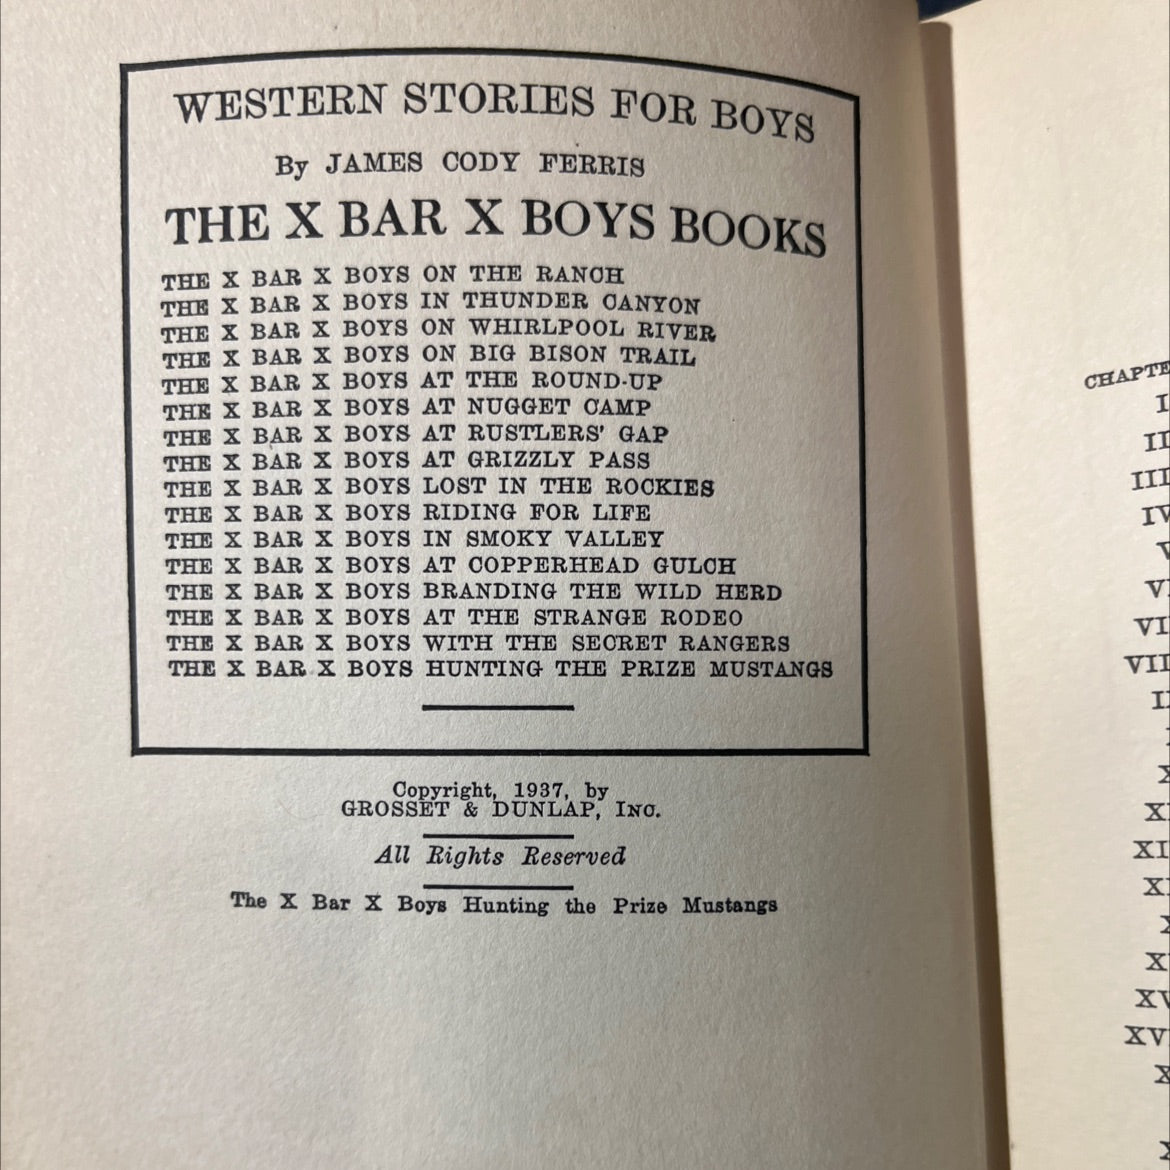 WESTERN STORIES FOR BOYS
By JAMES CODY FERRIS
THE X BAR X BOYS BOOKS
THE X BAR X BOYS ON THE RANCH
THE X BAR X BOYS IN THUNDER CANYON
THE X BAR X BOYS ON WHIRLPOOL RIVER
THE X BAR X BOYS ON BIG BISON TRAIL
THE X BAR X BOYS AT THE ROUND-UP
THE X BAR X BOYS AT NUGGET CAMP
THE X BAR X BOYS AT RUSTLERS' GAP
THE X BAR X BOYS AT GRIZZLY PASS
THE X BAR X BOYS LOST IN THE ROCKIES
THE X BAR X BOYS RIDING FOR LIFE
THE X BAR X BOYS IN SMOKY VALLEY
THE X BAR X BOYS AT COPPERHEAD GULCH
THE X BAR X BOYS BRANDING THE WILD HERD
THE X BAR X BOYS AT THE STRANGE RODEO
THE X BAR X BOYS WITH THE SECRET RANGERS
THE X BAR X BOYS HUNTING THE PRIZE MUSTANGS
Copyright, 1937, by
GROSSET & DUNLAP, INC.
All Rights Reserved
The X Bar X Boys Hunting the Prize Mustangs
CHAPTE
I
II
III
IV